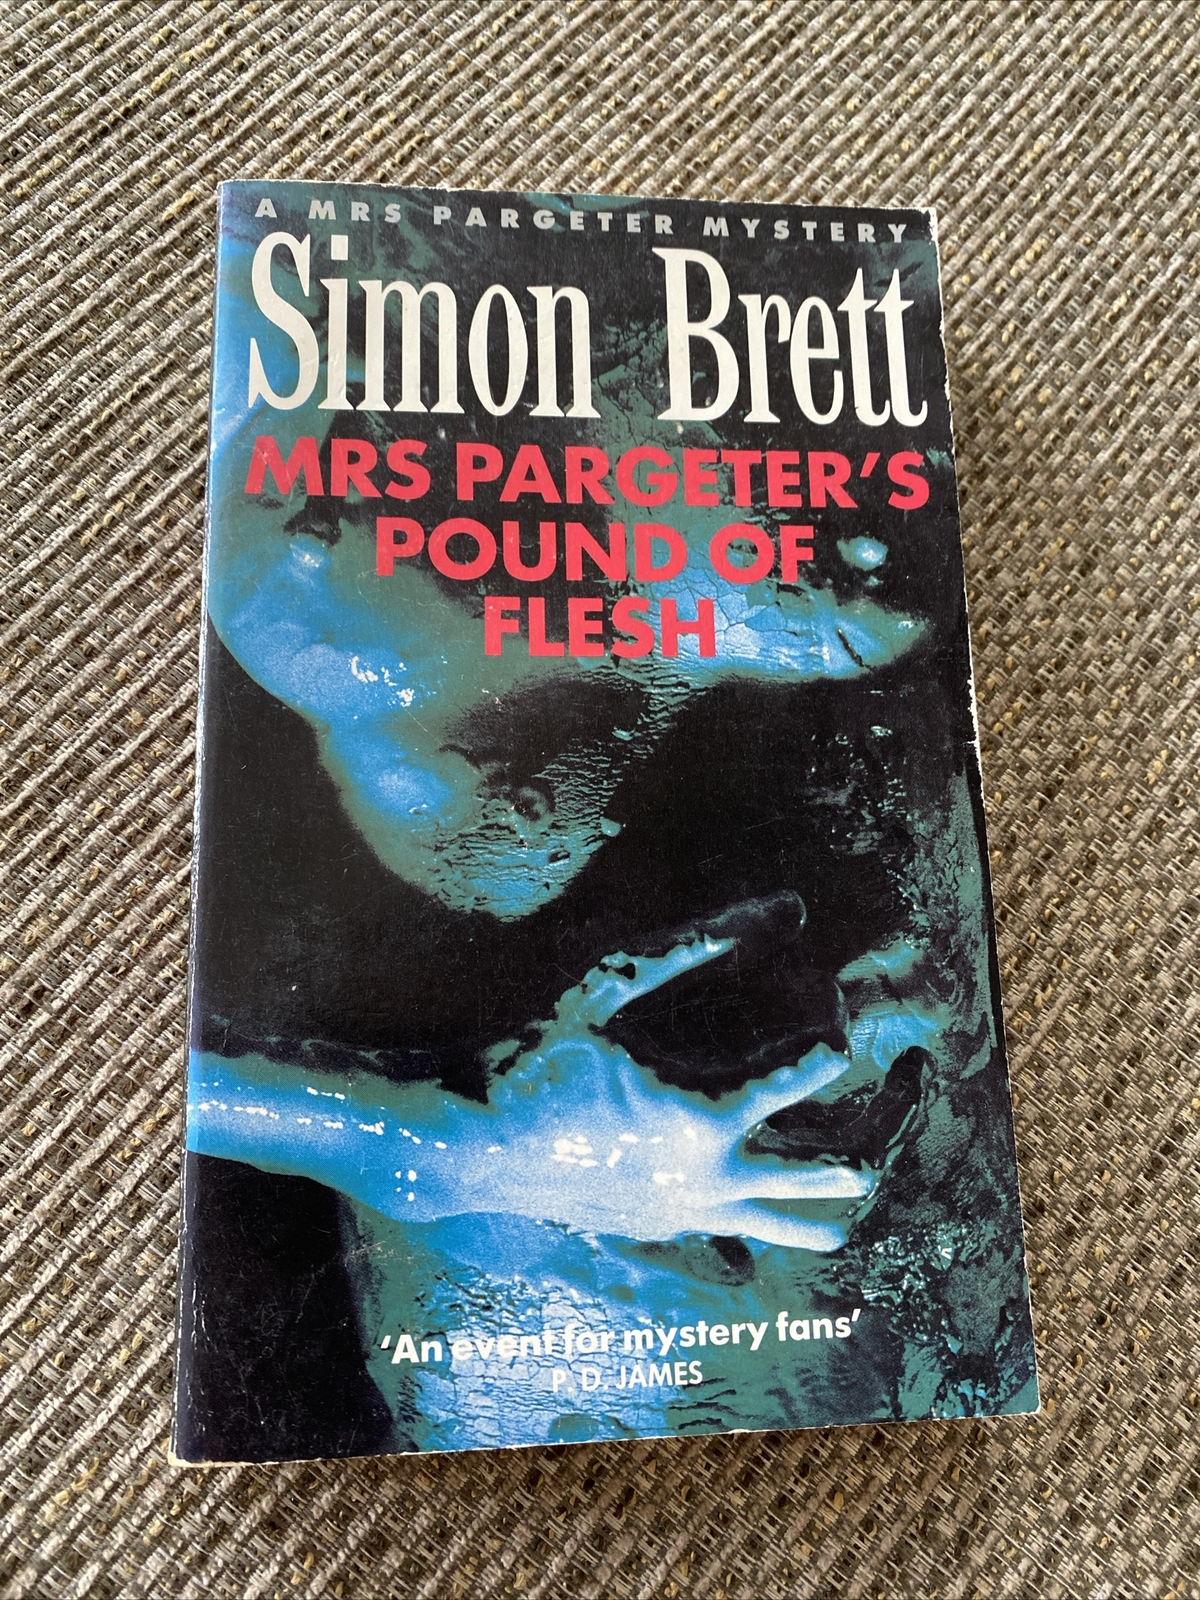 A MRS PARGETER MYSTERY
Simon Brett
MRS PARGETER'S
POUND OF
FLESH
'An event for mystery fans'
P. D. JAMES